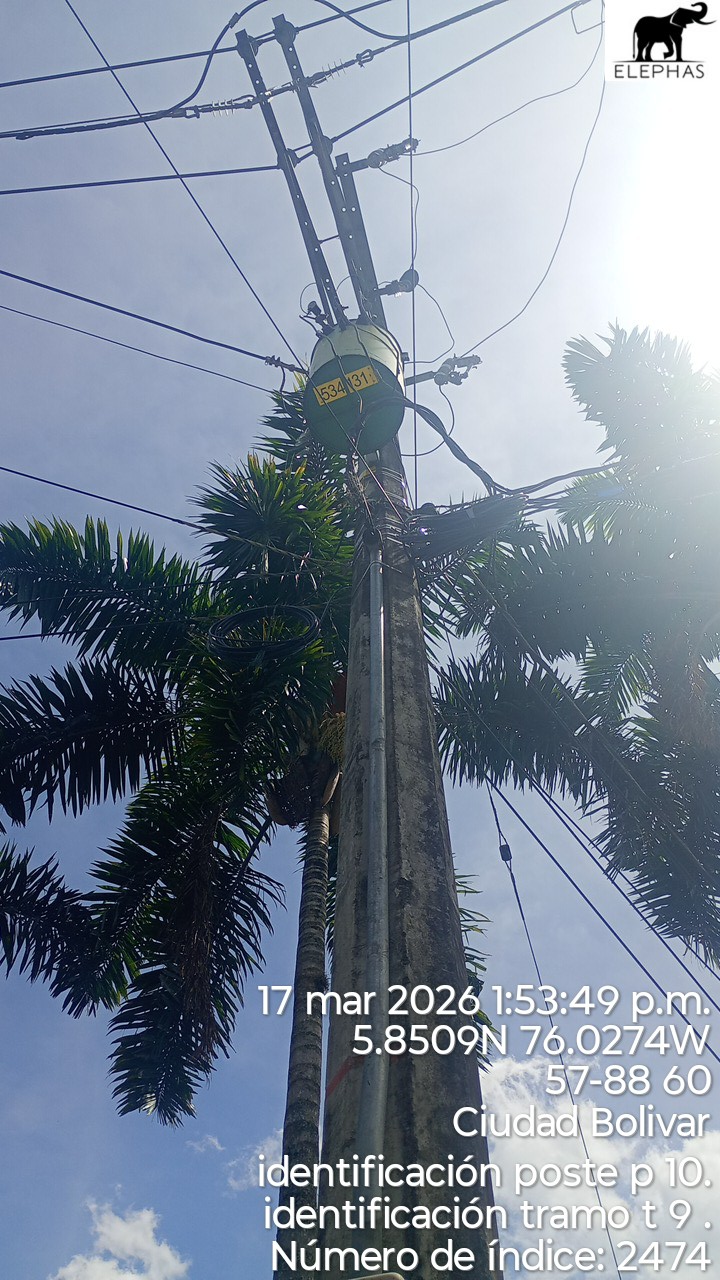 ELEPHAS
534 131
17 mar 2026 1:53:49 p.m.
5.8509N 76.0274W
57-88 60
Ciudad Bolivar
identificación poste p 10.
identificación tramo t 9 .
Número de índice: 2474